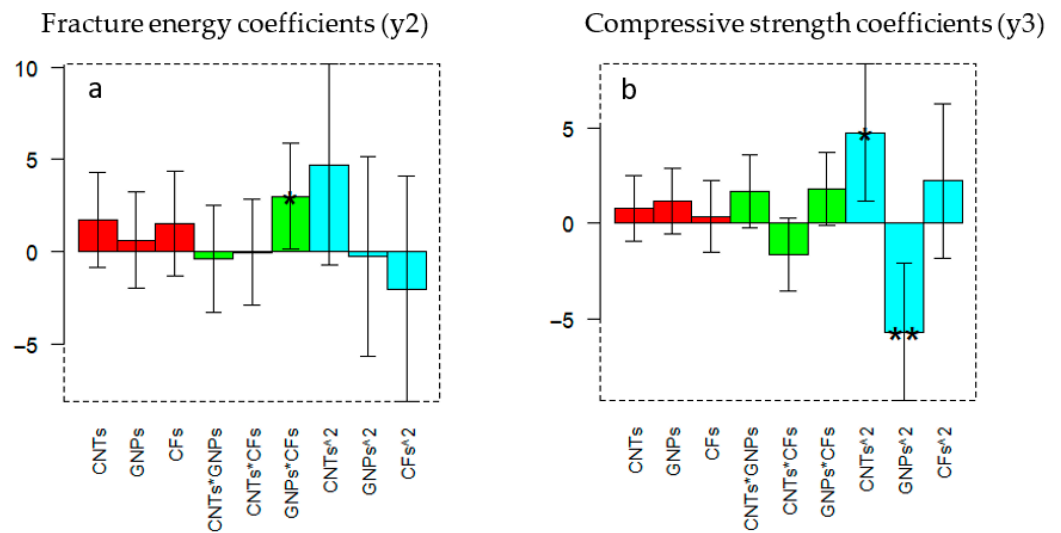 Fracture energy coefficients (y2)
a
10
5
0
−5
*
CNTs
GNPs
CFs
CNTs*GNPs
CNTs*CFs
GNPs*CFs
CNTs^2
GNPs^2
CFs^2
Compressive strength coefficients (y3)
b
5
0
−5
*
**
CNTs
GNPs
CFs
CNTs*GNPs
CNTs*CFs
GNPs*CFs
CNTs^2
GNPs^2
CFs^2